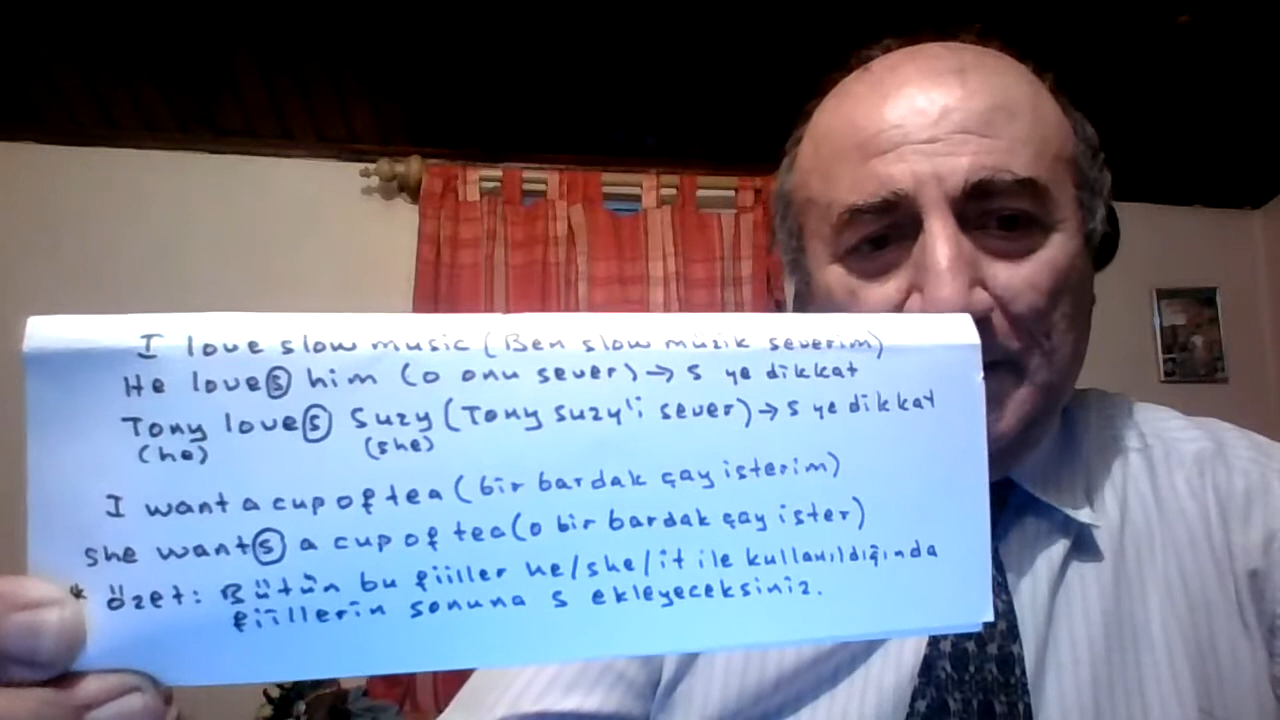 I love slow music (Ben slow müzik severim)
He loves him (o onu sever) → s ye dikkat
Tony loves Suzy (Tony suzy'i sever) → s ye dikkat
(he) (she)
I want a cup of tea (bir bardak çay isterim)
she wants a cup of tea (o bir bardak çay ister)
* özet: Bütün bu fiiller he/she/it ile kullanıldığında
fiillerin sonuna s ekleyeceksiniz.